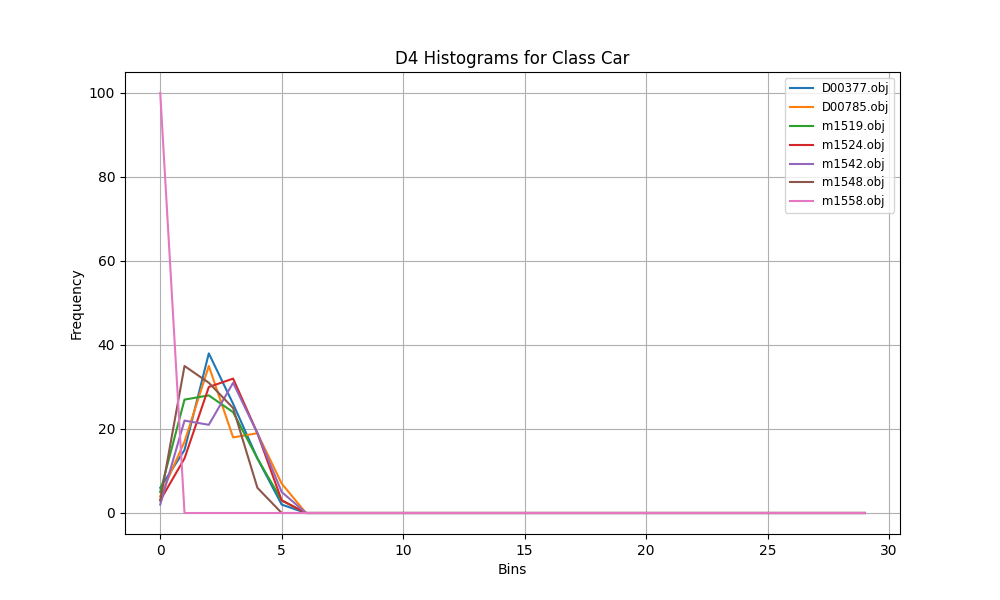 D4 Histograms for Class Car
100
80
60
40
20
0
Frequency
0 5 10 15 20 25 30
Bins
D00377.obj
D00785.obj
m1519.obj
m1524.obj
m1542.obj
m1548.obj
m1558.obj